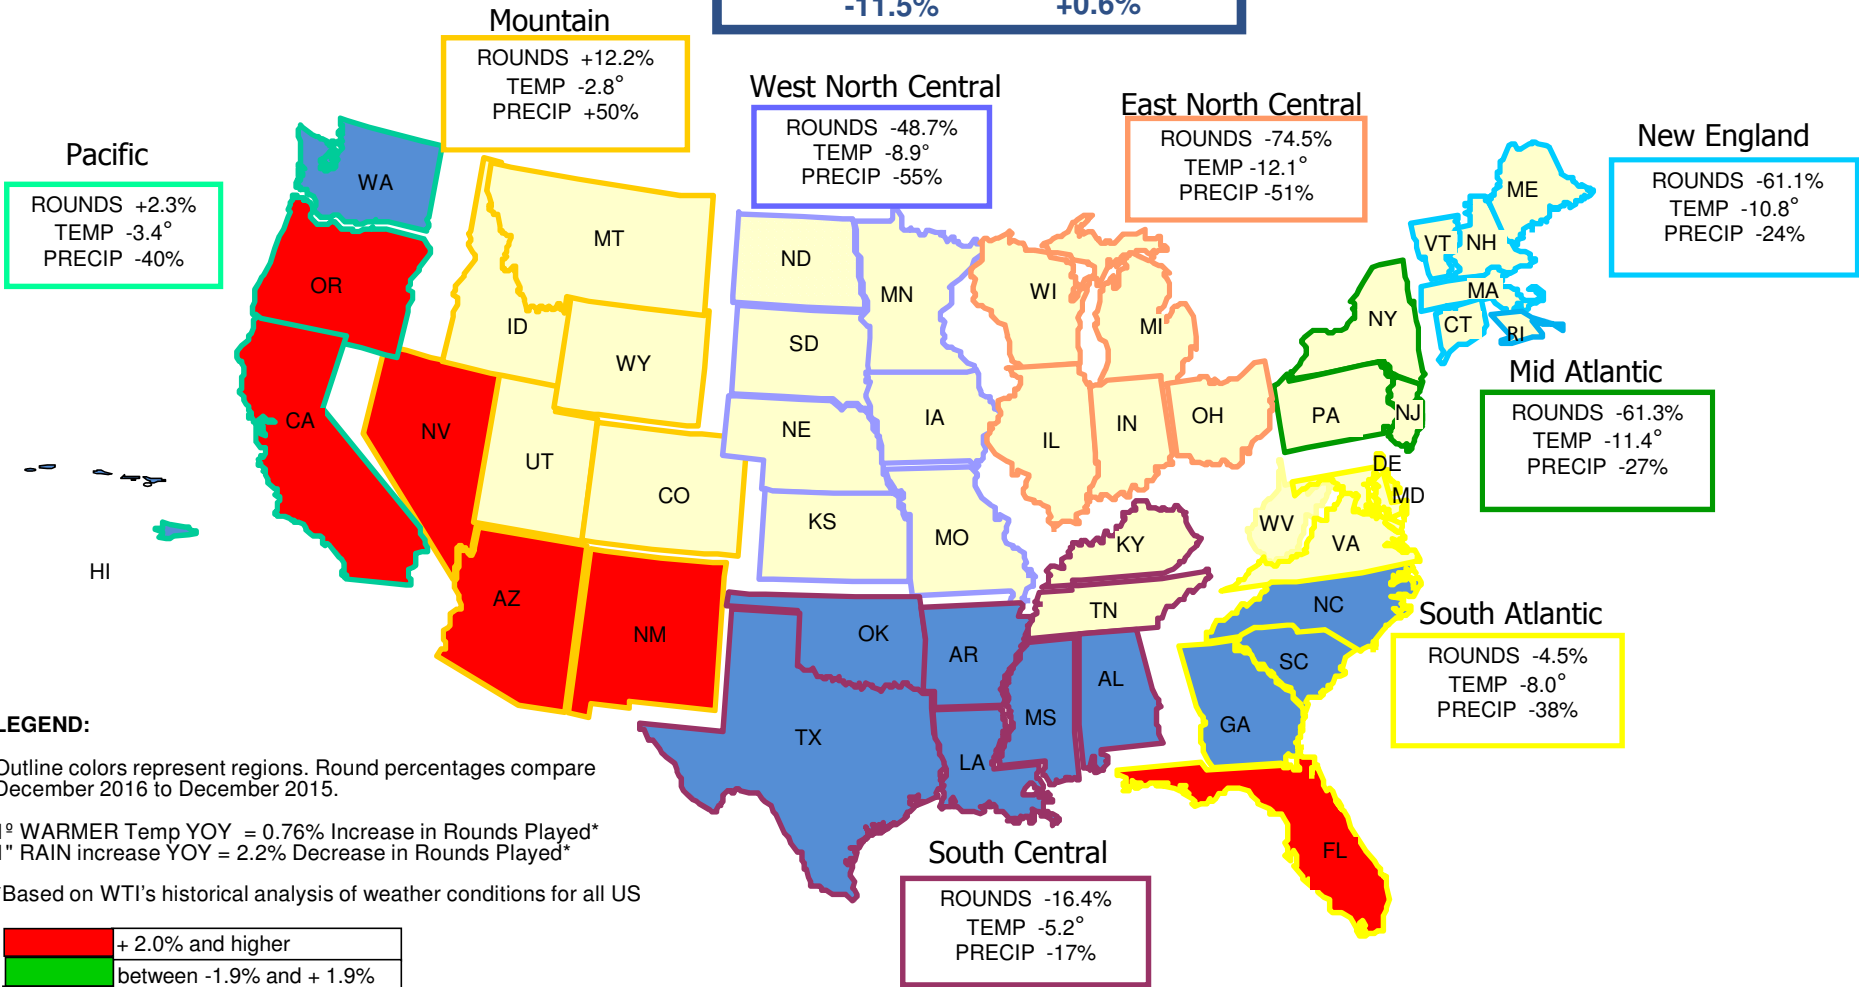 -11.5% +0.6%
Mountain
ROUNDS +12.2%
TEMP -2.8°
PRECIP +50%
West North Central
ROUNDS -48.7%
TEMP -8.9°
PRECIP -55%
East North Central
ROUNDS -74.5%
TEMP -12.1°
PRECIP -51%
New England
ROUNDS -61.1%
TEMP -10.8°
PRECIP -24%
Pacific
ROUNDS +2.3%
TEMP -3.4°
PRECIP -40%
Mid Atlantic
ROUNDS -61.3%
TEMP -11.4°
PRECIP -27%
South Atlantic
ROUNDS -4.5%
TEMP -8.0°
PRECIP -38%
South Central
ROUNDS -16.4%
TEMP -5.2°
PRECIP -17%
WA
OR
CA
HI
MT
ID
WY
NV
UT
CO
AZ
NM
ND
SD
NE
KS
MN
IA
MO
WI
MI
IL
IN
OH
KY
TN
OK
AR
TX
LA
MS
AL
ME
VT
NH
MA
CT
RI
NY
PA
NJ
DE
MD
WV
VA
NC
SC
GA
FL
LEGEND:
Outline colors represent regions. Round percentages compare
December 2016 to December 2015.
1º WARMER Temp YOY = 0.76% Increase in Rounds Played*
1" RAIN increase YOY = 2.2% Decrease in Rounds Played*
*Based on WTI's historical analysis of weather conditions for all US
+ 2.0% and higher
between -1.9% and + 1.9%